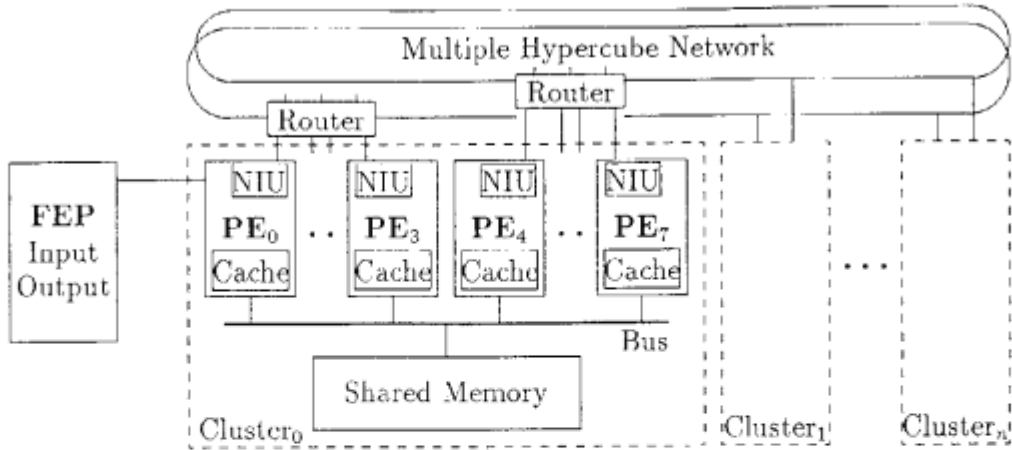 Multiple Hypercube Network
Router
Router
FEP
Input
Output
NIU
PE₀
Cache
. .
NIU
PE₃
Cache
NIU
PE₄
Cache
. .
NIU
PE₇
Cache
Bus
Shared Memory
Cluster₀
Cluster₁
. . .
Clusterₙ